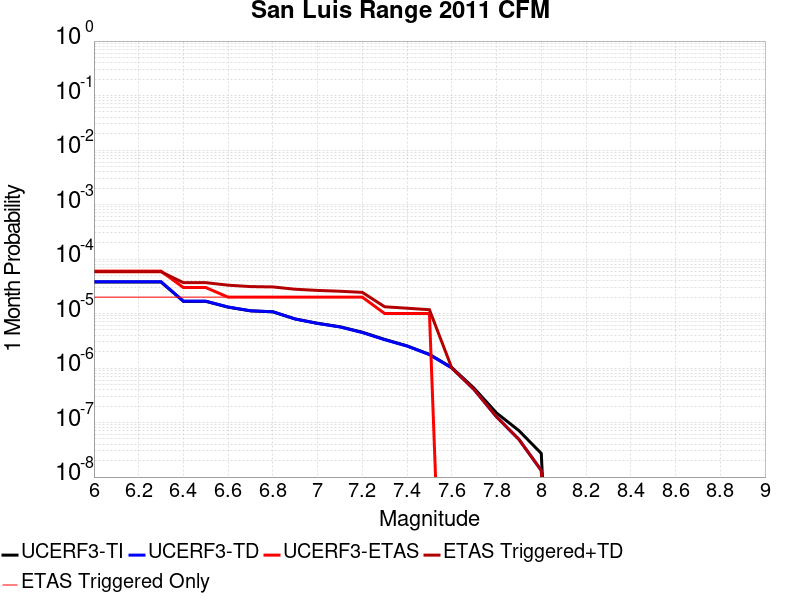 San Luis Range 2011 CFM
1 Month Probability
10^0
10^-1
10^-2
10^-3
10^-4
10^-5
10^-6
10^-7
10^-8
6 6.2 6.4 6.6 6.8 7 7.2 7.4 7.6 7.8 8 8.2 8.4 8.6 8.8 9
Magnitude
UCERF3-TI UCERF3-TD UCERF3-ETAS ETAS Triggered+TD
ETAS Triggered Only